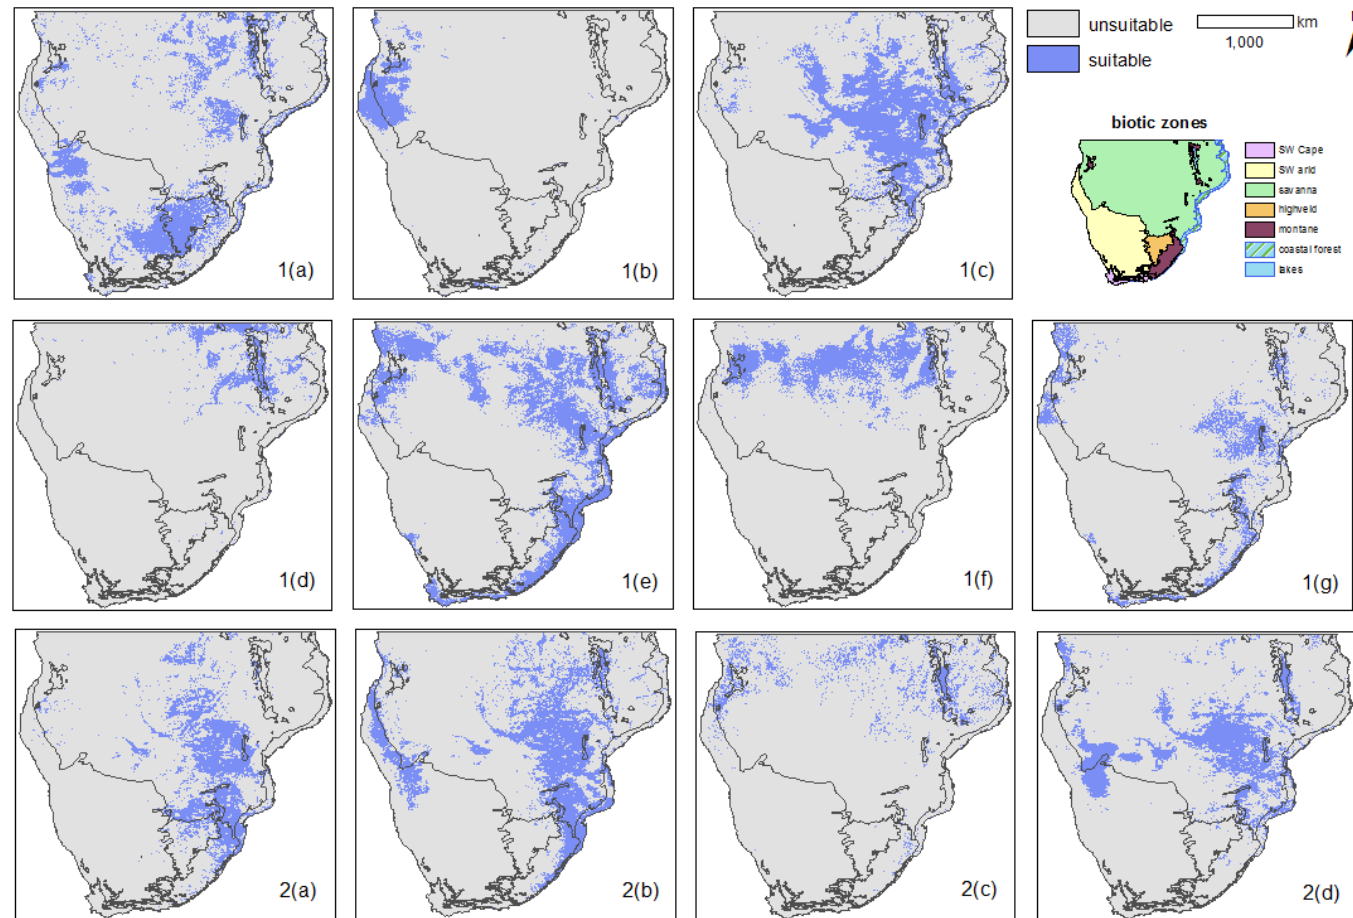 unsuitable
km
1,000
suitable
biotic zones
SW Cape
SW arid
savanna
highveld
montane
coastal forest
lakes
1(a)
1(b)
1(c)
1(d)
1(e)
1(f)
1(g)
2(a)
2(b)
2(c)
2(d)